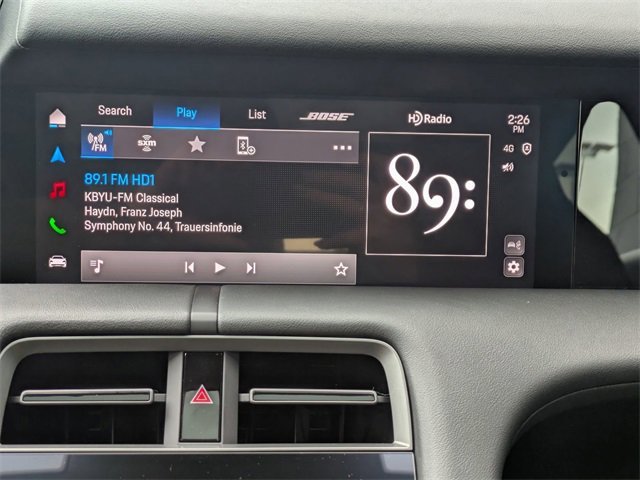 Search Play List BOSE HD Radio 2:26
PM
FM sxm 4G
89.1 FM HD1
KBYU-FM Classical
Haydn, Franz Joseph
Symphony No. 44, Trauersinfonie
89: